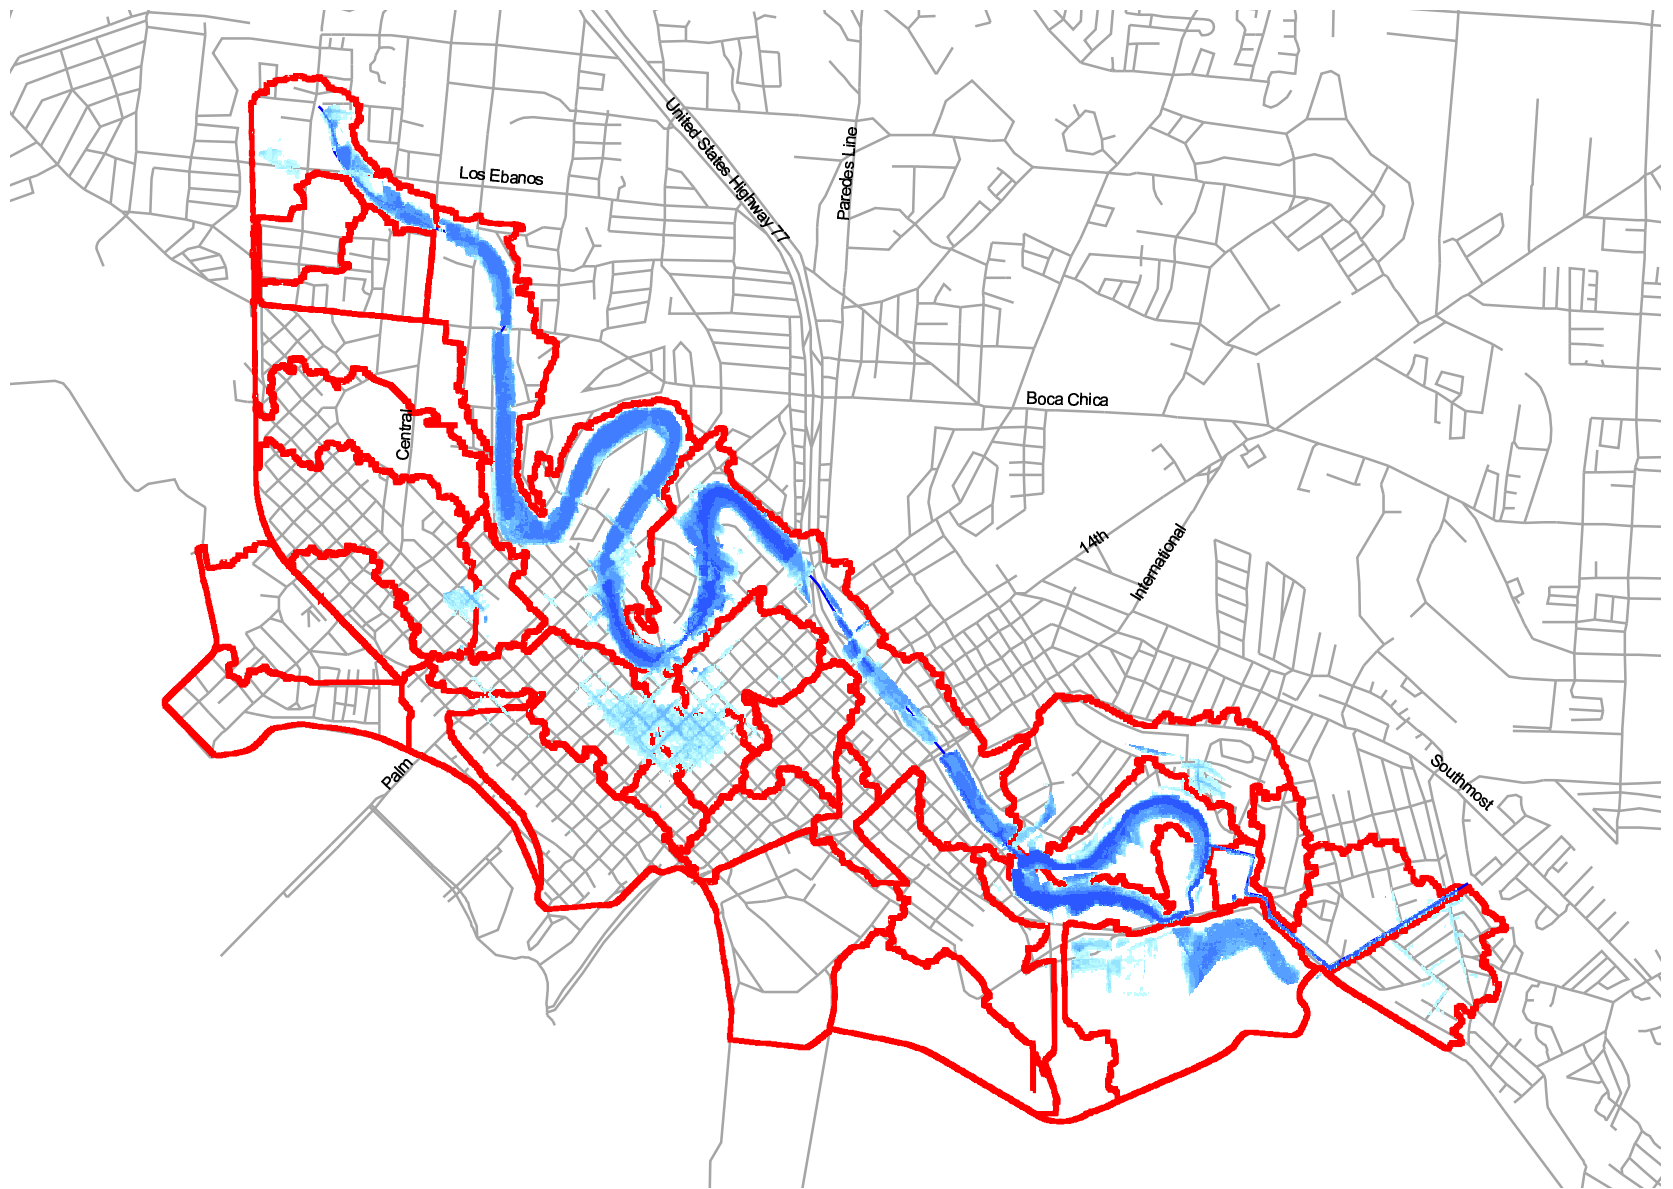 United States Highway 77
Paredes Line
Los Ebanos
Boca Chica
Central
14th
International
Palm
Southmost